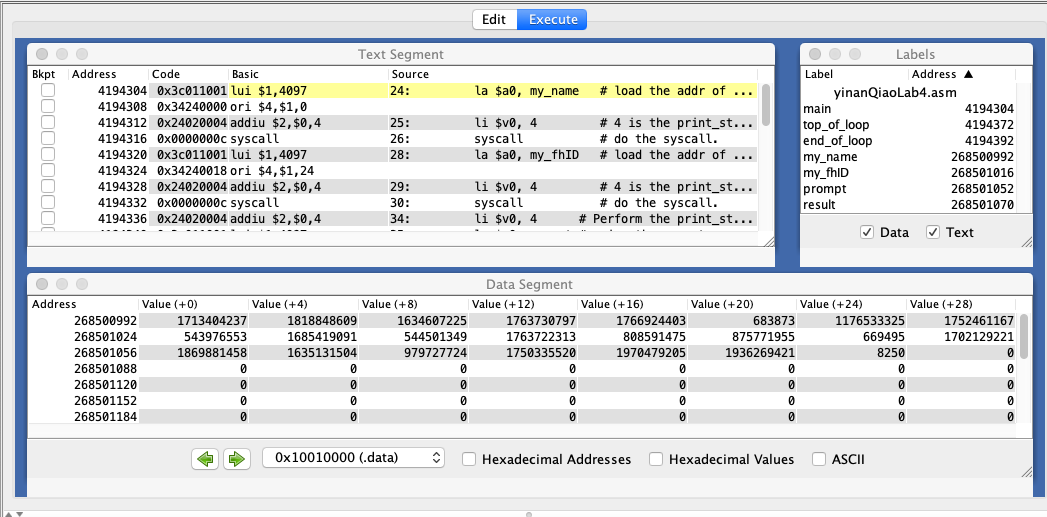 Edit Execute
Text Segment
Bkpt Address Code Basic Source
4194304 0x3c011001 lui $1,4097 24: la $a0, my_name # load the addr of ...
4194308 0x34240000 ori $4,$1,0
4194312 0x24020004 addiu $2,$0,4 25: li $v0, 4 # 4 is the print_st...
4194316 0x0000000c syscall 26: syscall # do the syscall.
4194320 0x3c011001 lui $1,4097 28: la $a0, my_fhID # load the addr of ...
4194324 0x34240018 ori $4,$1,24
4194328 0x24020004 addiu $2,$0,4 29: li $v0, 4 # 4 is the print_st...
4194332 0x0000000c syscall 30: syscall # do the syscall.
4194336 0x24020004 addiu $2,$0,4 34: li $v0, 4 # Perform the print_st...
Labels
Label Address ▲
yinanQiaoLab4.asm
main 4194304
top_of_loop 4194372
end_of_loop 4194392
my_name 268500992
my_fhID 268501016
prompt 268501052
result 268501070
Data Text
Data Segment
Address Value (+0) Value (+4) Value (+8) Value (+12) Value (+16) Value (+20) Value (+24) Value (+28)
268500992 1713404237 1818848609 1634607225 1763730797 1766924403 683873 1176533325 1752461167
268501024 543976553 1685419091 544501349 1763722313 808591475 875771955 669495 1702129221
268501056 1869881458 1635131504 979727724 1750335520 1970479205 1936269421 8250 0
268501088 0 0 0 0 0 0 0 0
268501120 0 0 0 0 0 0 0 0
268501152 0 0 0 0 0 0 0 0
268501184 0 0 0 0 0 0 0 0
0x10010000 (.data) Hexadecimal Addresses Hexadecimal Values ASCII